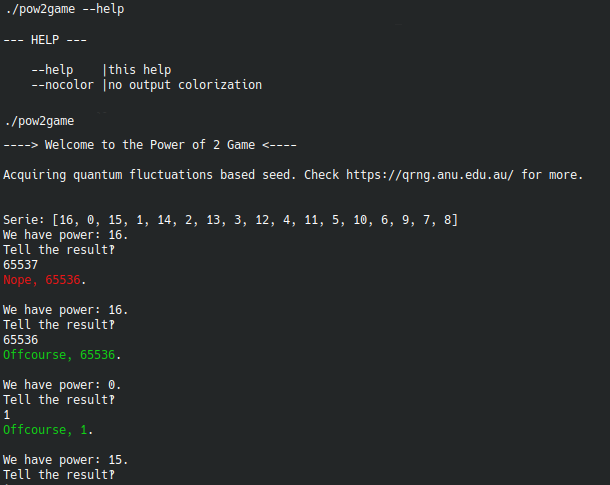 ./pow2game --help
--- HELP ---
--help |this help
--nocolor |no output colorization
./pow2game
----> Welcome to the Power of 2 Game <----
Acquiring quantum fluctuations based seed. Check https://qrng.anu.edu.au/ for more.
Serie: [16, 0, 15, 1, 14, 2, 13, 3, 12, 4, 11, 5, 10, 6, 9, 7, 8]
We have power: 16.
Tell the result‽
65537
Nope, 65536.
We have power: 16.
Tell the result‽
65536
Offcourse, 65536.
We have power: 0.
Tell the result‽
1
Offcourse, 1.
We have power: 15.
Tell the result‽